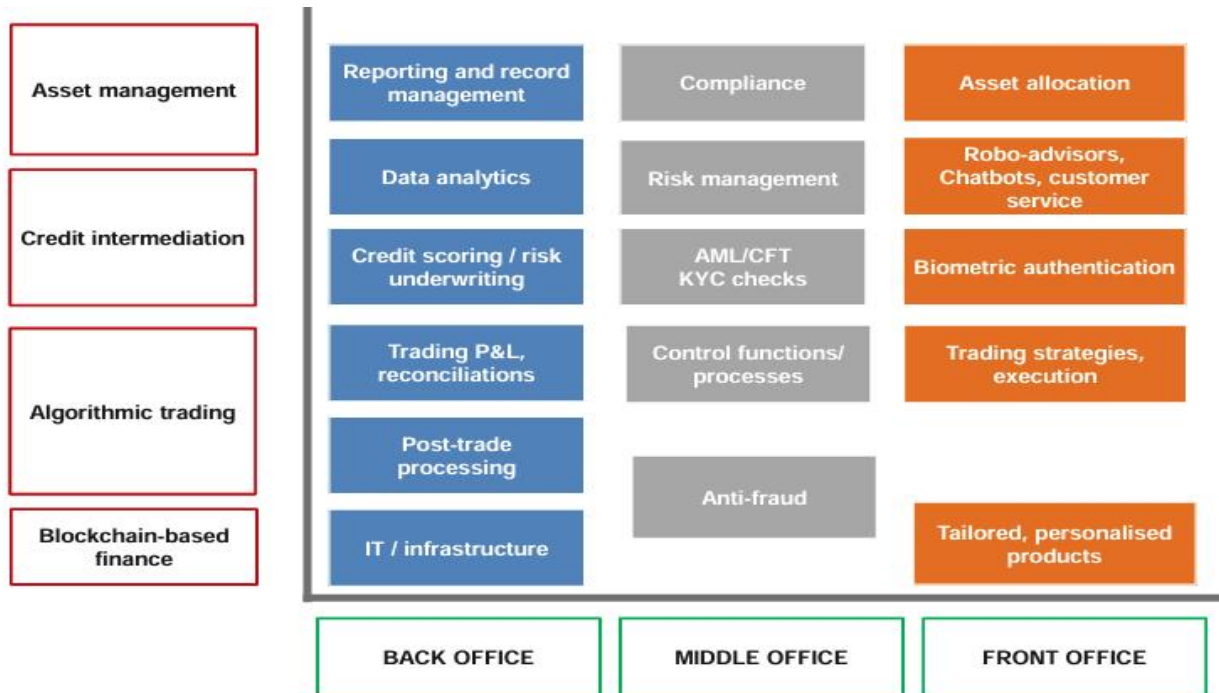 Asset management
Credit intermediation
Algorithmic trading
Blockchain-based
finance
Reporting and record
management
Data analytics
Credit scoring / risk
underwriting
Trading P&L,
reconciliations
Post-trade
processing
IT / infrastructure
Compliance
Risk management
AML/CFT
KYC checks
Control functions/
processes
Anti-fraud
Asset allocation
Robo-advisors,
Chatbots, customer
service
Biometric authentication
Trading strategies,
execution
Tailored, personalised
products
BACK OFFICE
MIDDLE OFFICE
FRONT OFFICE